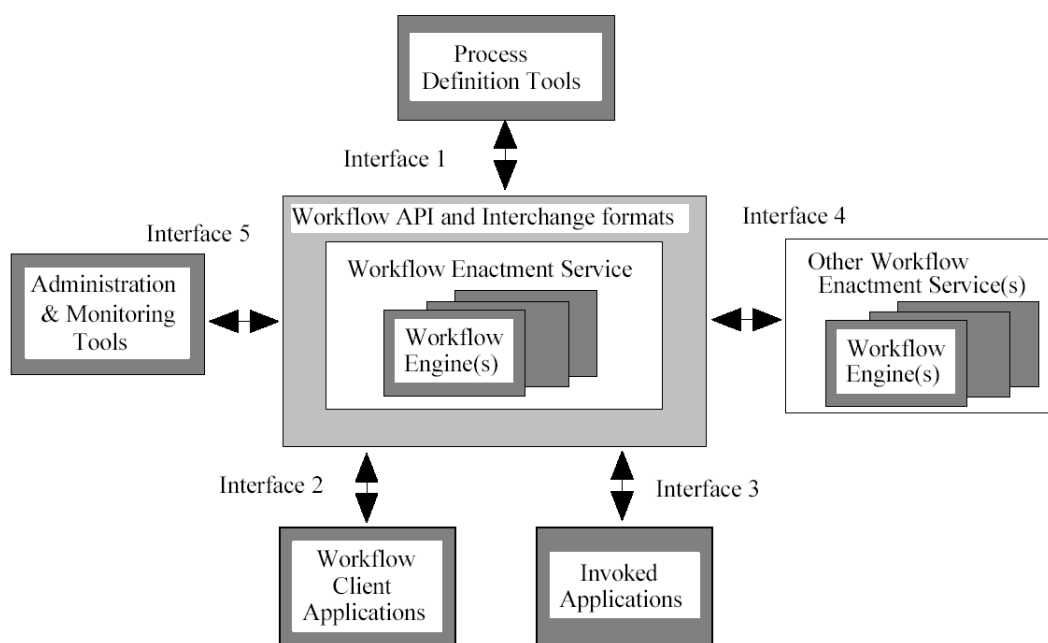 Process
Definition Tools
Interface 1
Workflow API and Interchange formats
Interface 4
Interface 5
Workflow Enactment Service
Other Workflow
Enactment Service(s)
Administration
& Monitoring
Tools
Workflow
Engine(s)
Workflow
Engine(s)
Interface 2
Interface 3
Workflow
Client
Applications
Invoked
Applications